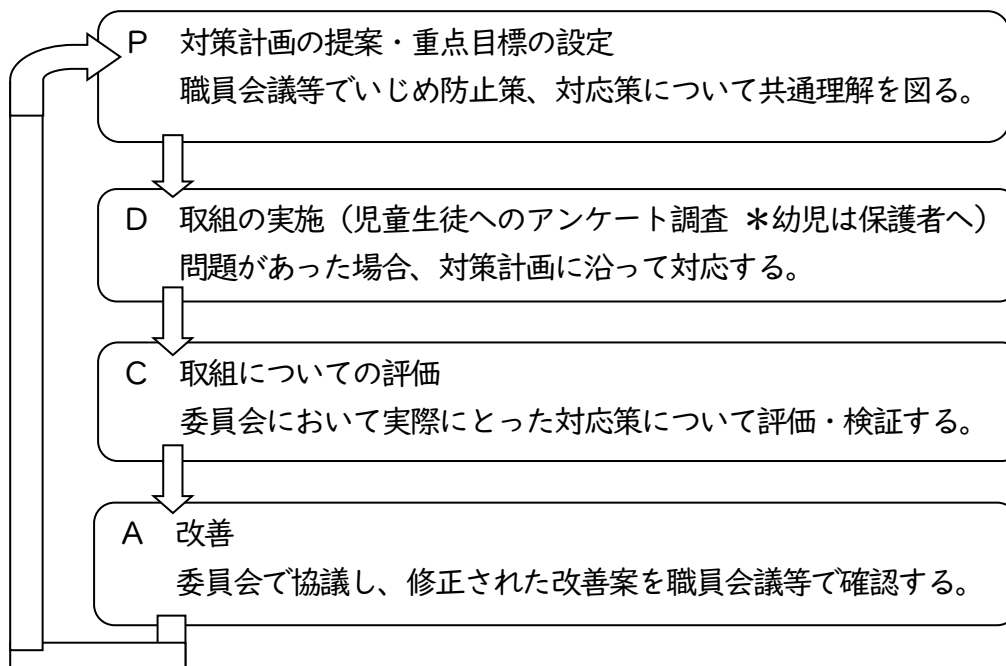 P 対策計画の提案・重点目標の設定
職員会議等でいじめ防止策、対応策について共通理解を図る。
D 取組の実施（児童生徒へのアンケート調査 ＊幼児は保護者へ）
問題があった場合、対策計画に沿って対応する。
C 取組についての評価
委員会において実際にとった対応策について評価・検証する。
A 改善
委員会で協議し、修正された改善案を職員会議等で確認する。